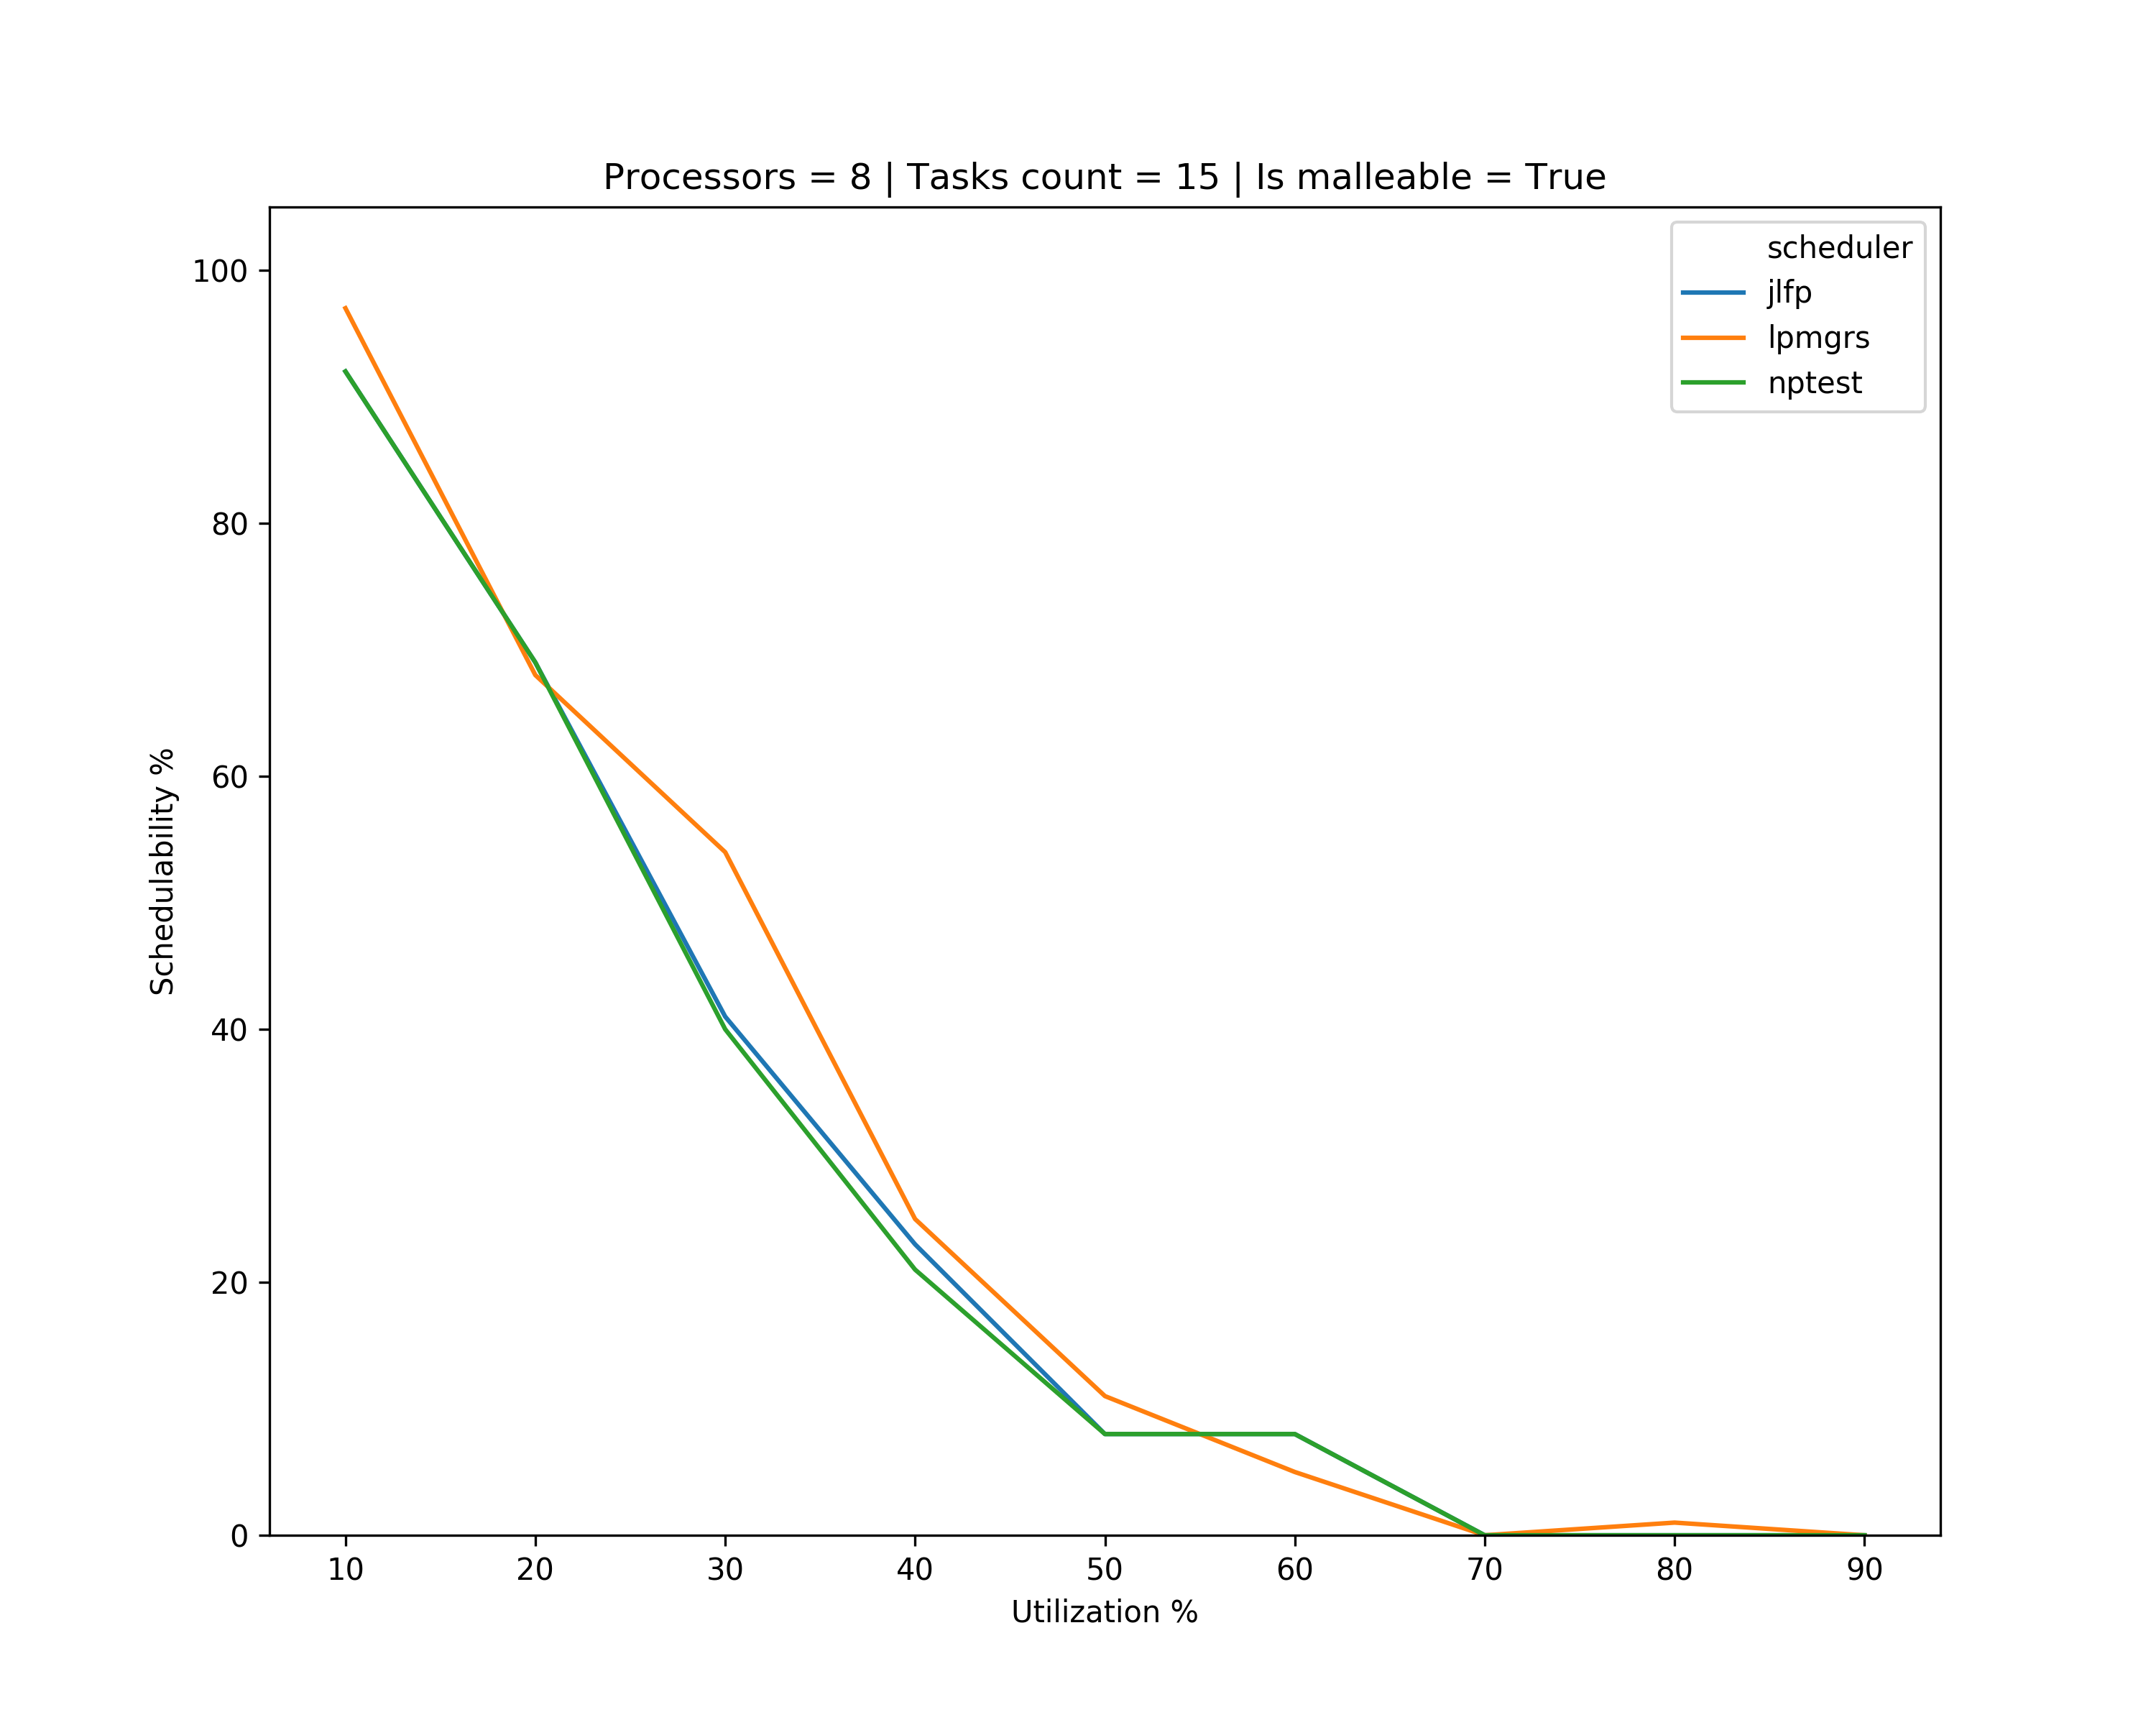 Processors = 8 | Tasks count = 15 | Is malleable = True
scheduler
jlfp
lpmgrs
nptest
Schedulability %
100
80
60
40
20
0
10 20 30 40 50 60 70 80 90
Utilization %